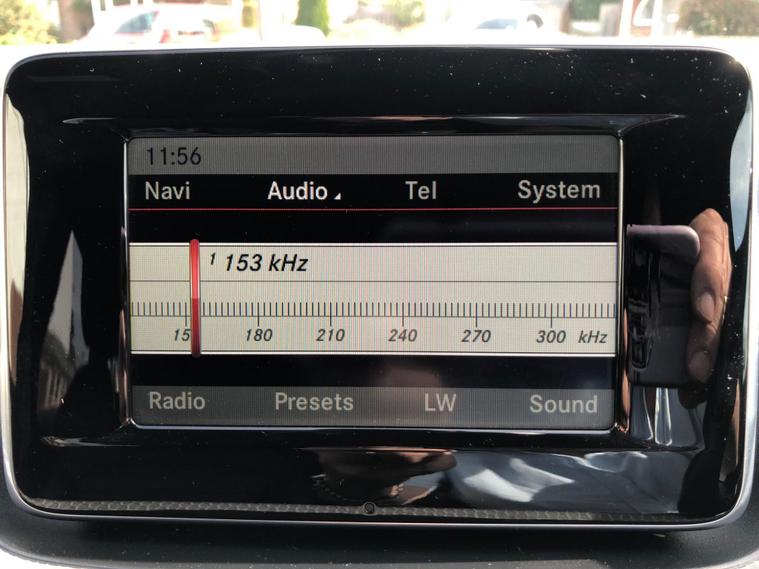 11:56
Navi Audio Tel System
1 153 kHz
15 180 210 240 270 300 kHz
Radio Presets LW Sound